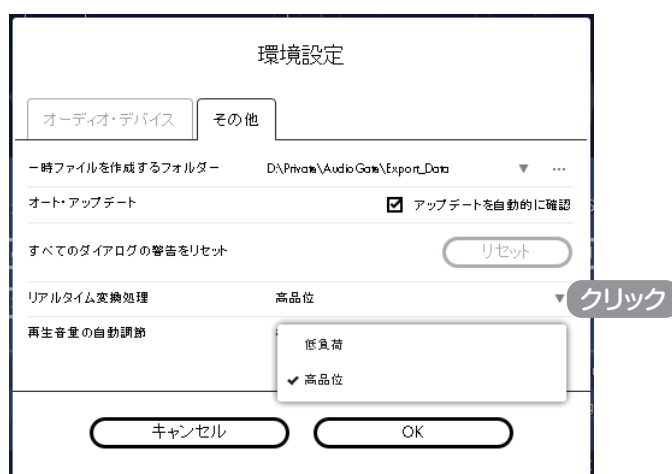 環境設定
オーディオ・デバイス その他
一時ファイルを作成するフォルダー D:\Private\AudioGate\Export_Data ▼ …
オート・アップデート ☑ アップデートを自動的に確認
すべてのダイアログの警告をリセット リセット
リアルタイム変換処理 高品位 ▼ クリック
再生音量の自動調節
低負荷
✔ 高品位
キャンセル OK